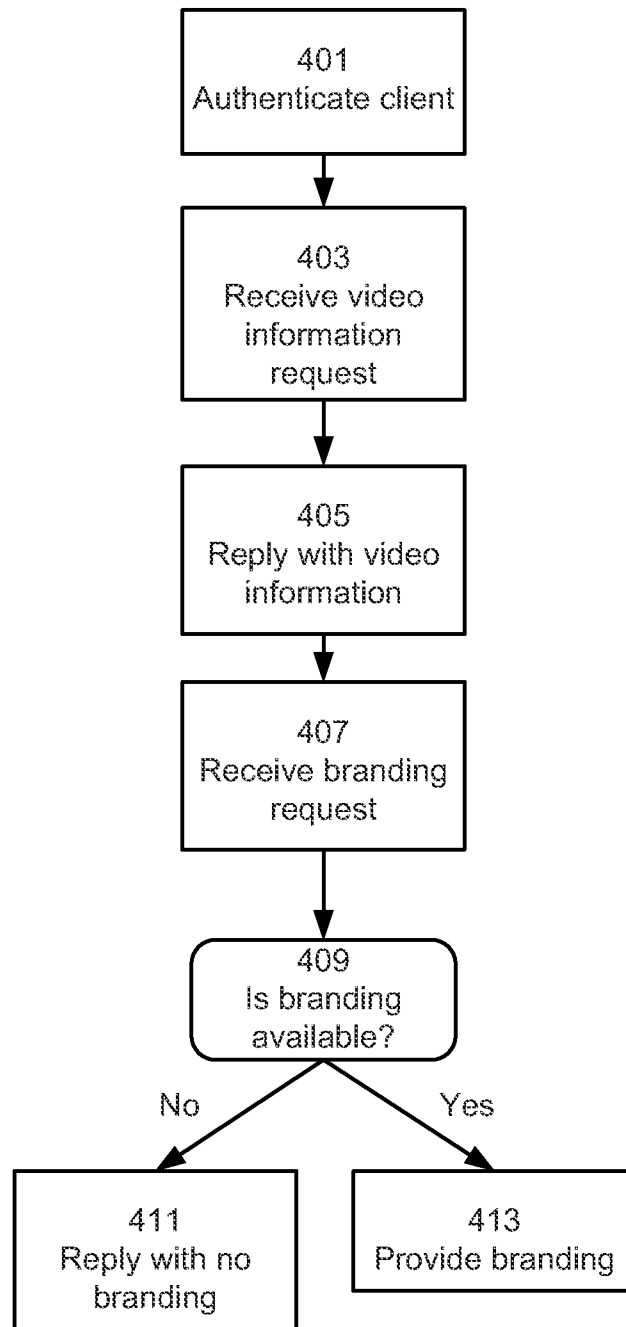 401
Authenticate client
403
Receive video
information
request
405
Reply with video
information
407
Receive branding
request
409
Is branding
available?
No
Yes
411
Reply with no
branding
413
Provide branding